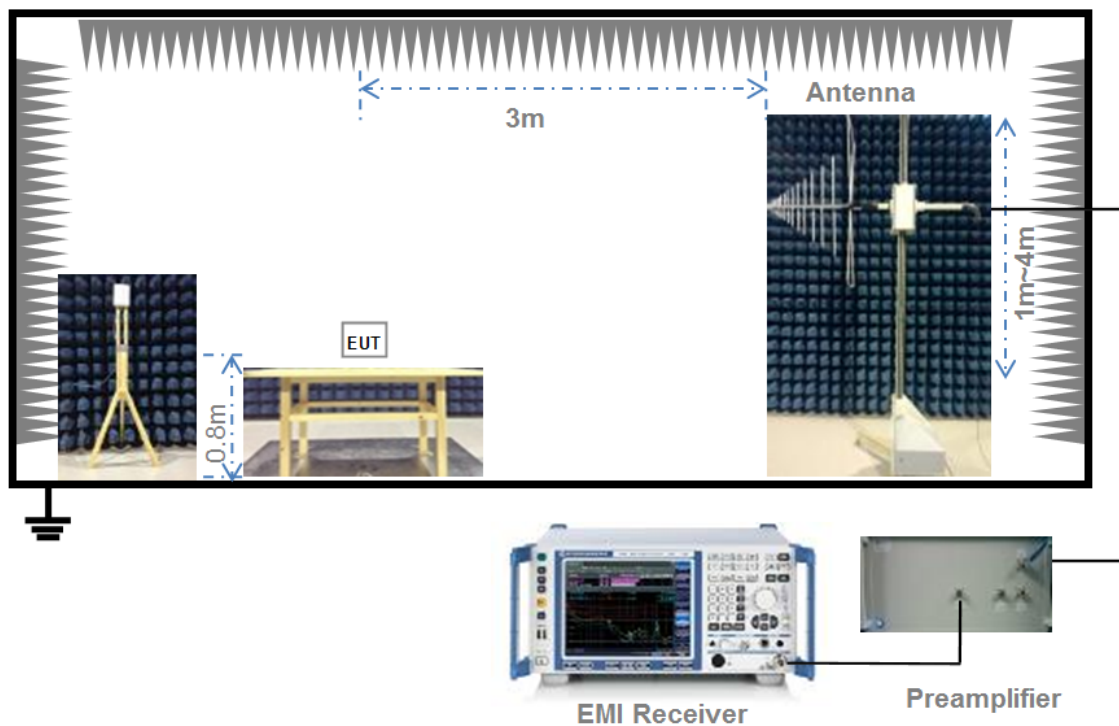 Antenna
3m
1m~4m
EUT
0.8m
EMI Receiver
Preamplifier